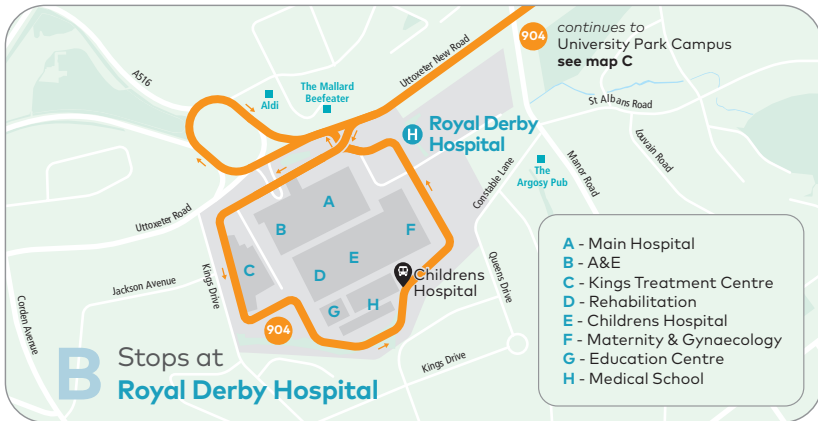 904
continues to
University Park Campus
see map C
A516
Uttoxeter New Road
The Mallard
Beefeater
Aldi
St Albans Road
Louvain Road
H
Royal Derby
Hospital
Constable Lane
Manor Road
The
Argosy Pub
Uttoxeter Road
A
B
F
E
C
D
H
G
Childrens
Hospital
Kings Drive
Jackson Avenue
Queens Drive
Corden Avenue
904
Kings Drive
A - Main Hospital
B - A&E
C - Kings Treatment Centre
D - Rehabilitation
E - Childrens Hospital
F - Maternity & Gynaecology
G - Education Centre
H - Medical School
B
Stops at
Royal Derby Hospital